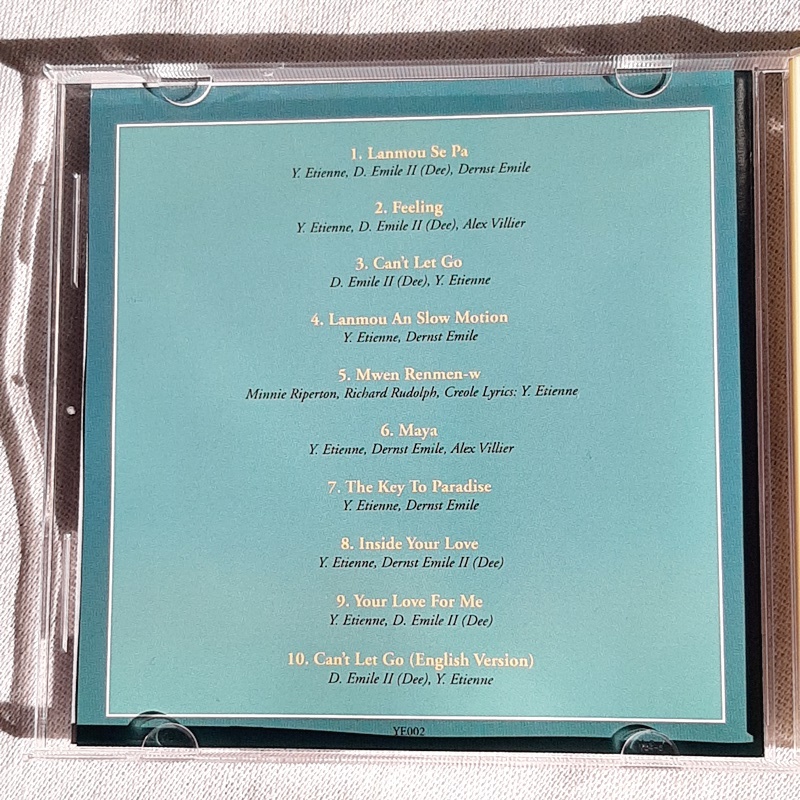 1. Lanmou Se Pa
Y. Etienne, D. Emile II (Dee), Dernst Emile
2. Feeling
Y. Etienne, D. Emile II (Dee), Alex Villier
3. Can't Let Go
D. Emile II (Dee), Y. Etienne
4. Lanmou An Slow Motion
Y. Etienne, Dernst Emile
5. Mwen Renmen-w
Minnie Riperton, Richard Rudolph, Creole Lyrics: Y. Etienne
6. Maya
Y. Etienne, Dernst Emile, Alex Villier
7. The Key To Paradise
Y. Etienne, Dernst Emile
8. Inside Your Love
Y. Etienne, Dernst Emile II (Dee)
9. Your Love For Me
Y. Etienne, D. Emile II (Dee)
10. Can't Let Go (English Version)
D. Emile II (Dee), Y. Etienne
YE002